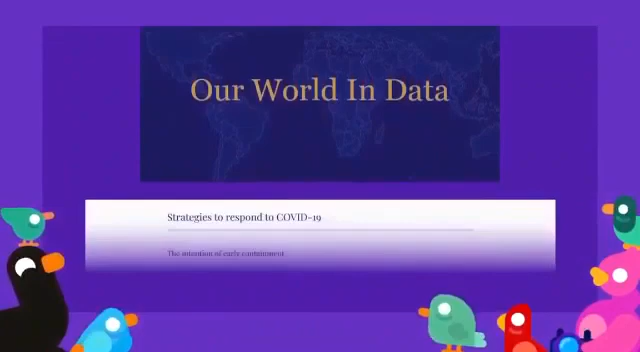 Our World In Data
Strategies to respond to COVID-19
The intention of early containment